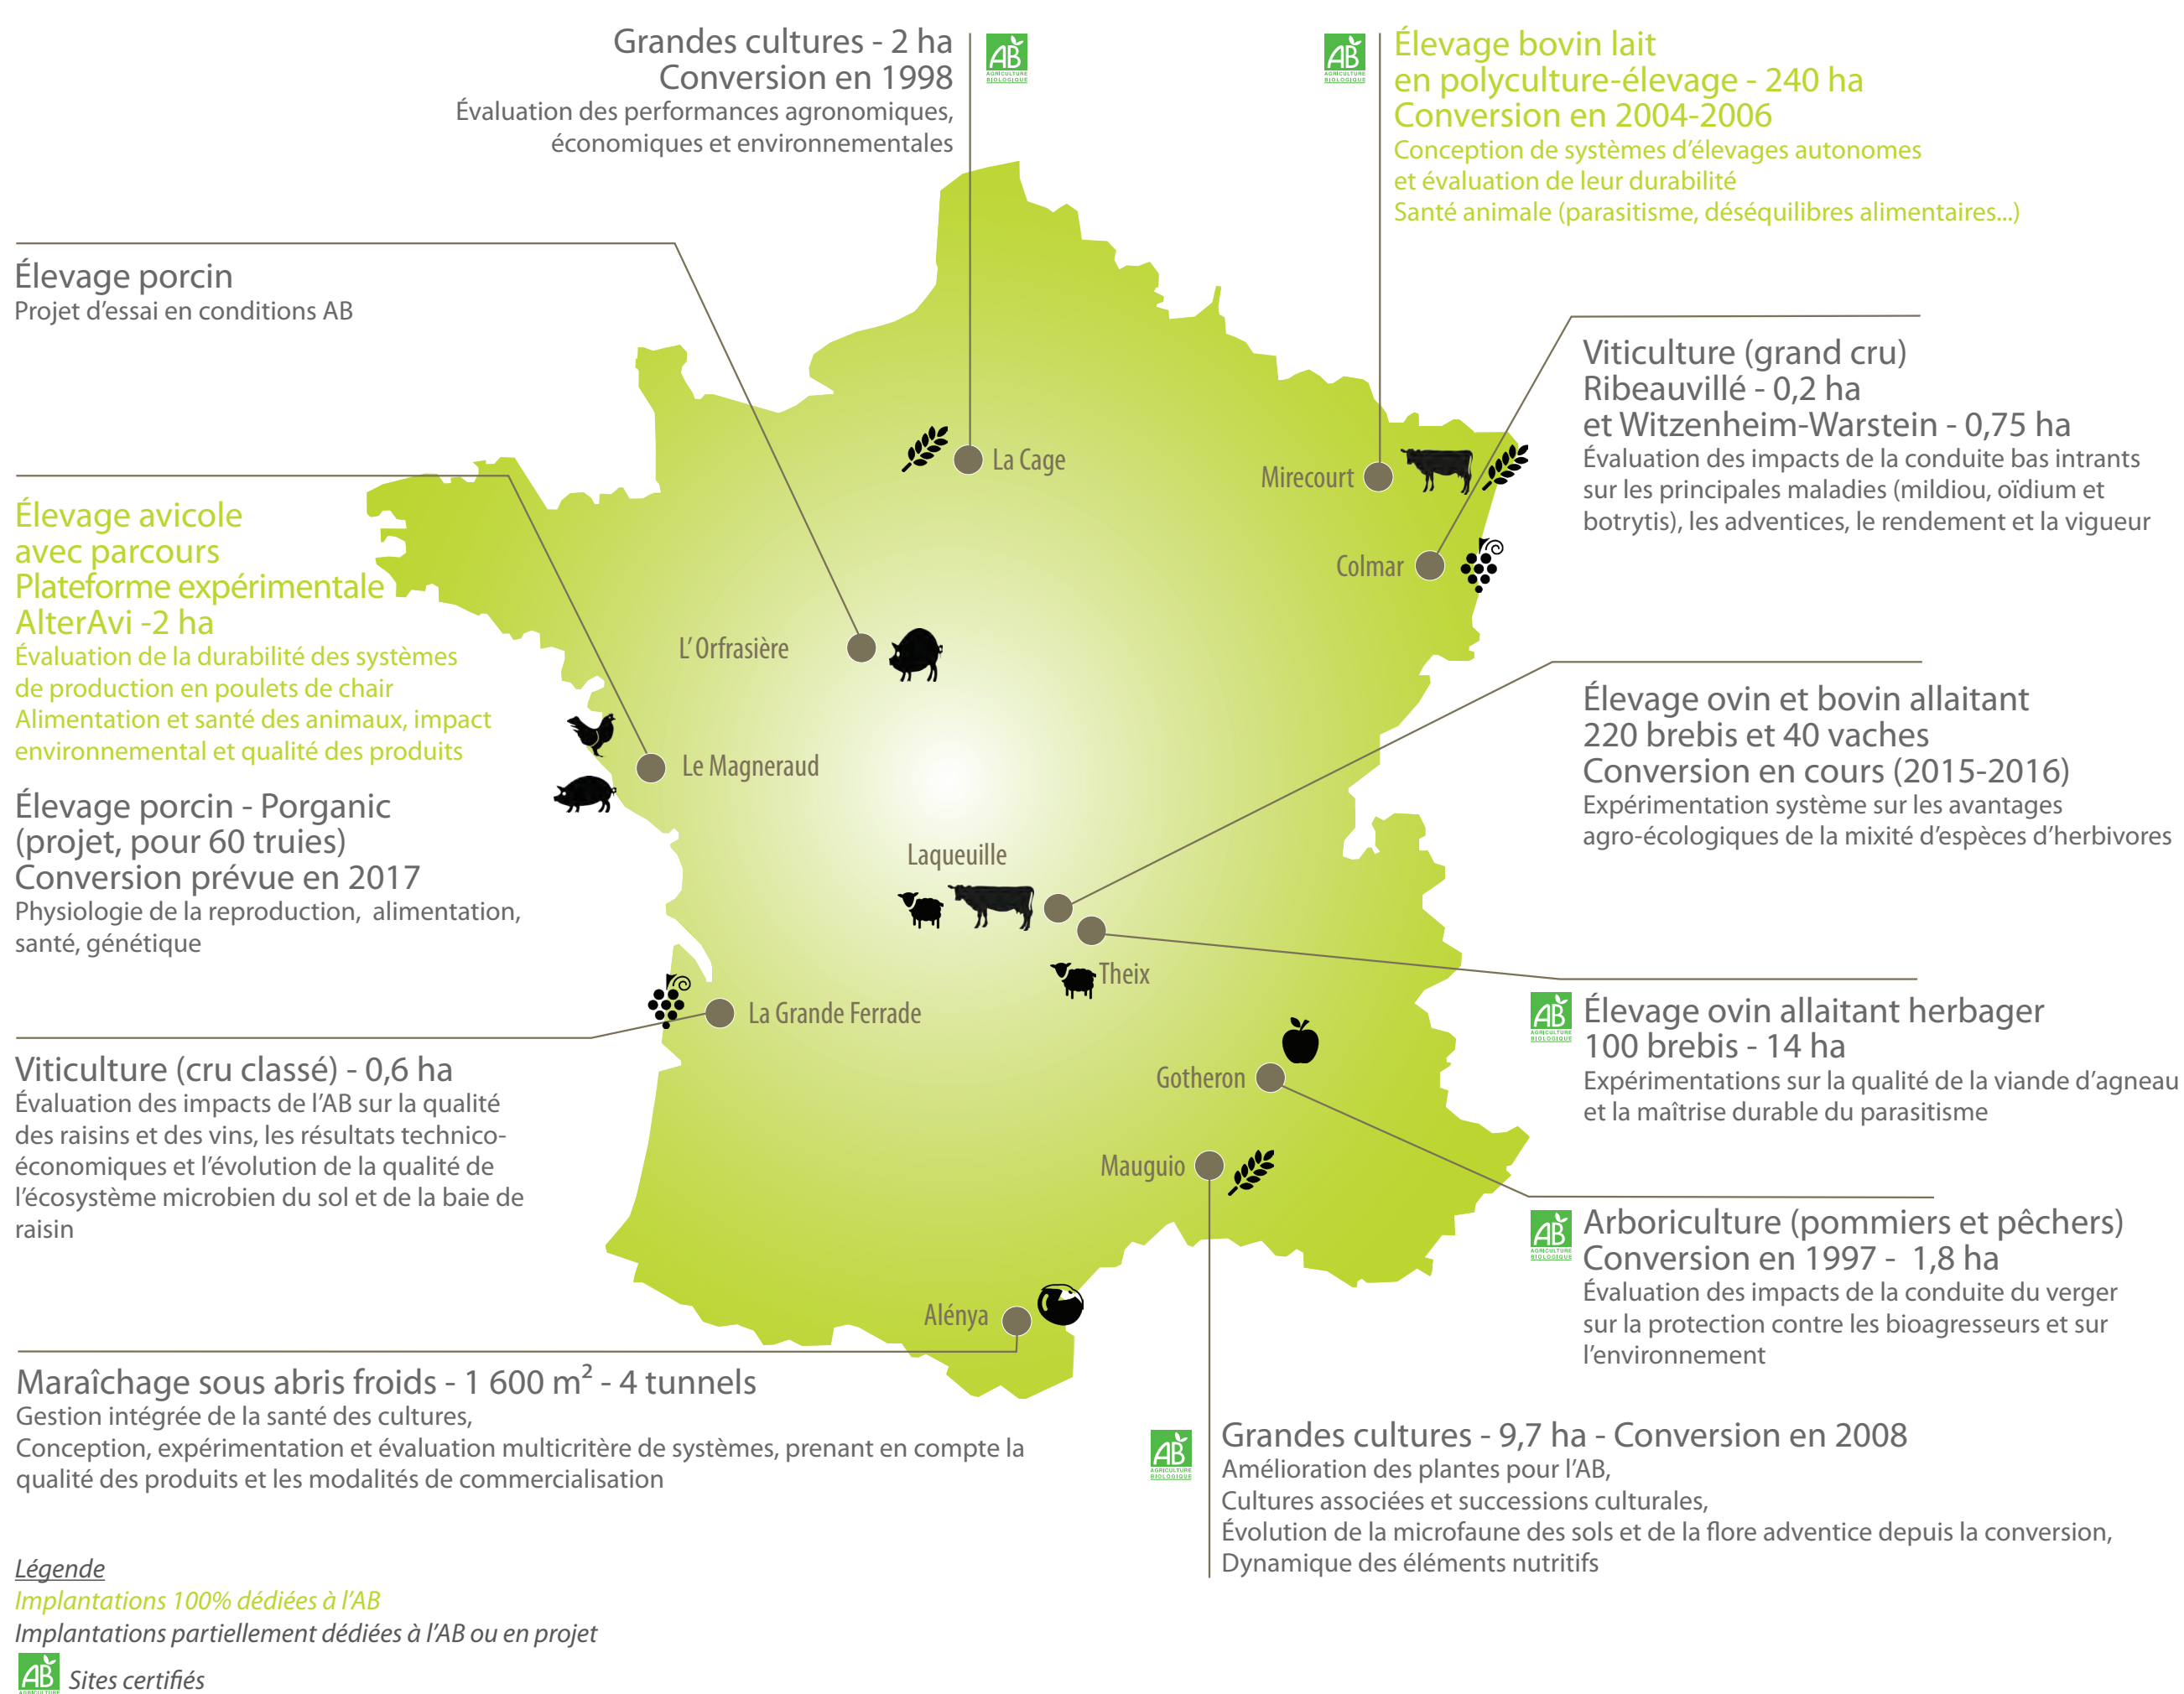 Grandes cultures - 2 ha
Conversion en 1998
Évaluation des performances agronomiques,
économiques et environnementales
AB
AGRICULTURE
BIOLOGIQUE
AB
AGRICULTURE
BIOLOGIQUE
Élevage bovin lait
en polyculture-élevage - 240 ha
Conversion en 2004-2006
Conception de systèmes d'élevages autonomes
et évaluation de leur durabilité
Santé animale (parasitisme, déséquilibres alimentaires...)
Élevage porcin
Projet d'essai en conditions AB
Viticulture (grand cru)
Ribeauvillé - 0,2 ha
et Witzenheim-Warstein - 0,75 ha
Évaluation des impacts de la conduite bas intrants
sur les principales maladies (mildiou, oïdium et
botrytis), les adventices, le rendement et la vigueur
La Cage
Mirecourt
Colmar
Élevage avicole
avec parcours
Plateforme expérimentale
AlterAvi -2 ha
Évaluation de la durabilité des systèmes
de production en poulets de chair
Alimentation et santé des animaux, impact
environnemental et qualité des produits
L'Orfrasière
Le Magneraud
Élevage porcin - Porganic
(projet, pour 60 truies)
Conversion prévue en 2017
Physiologie de la reproduction, alimentation,
santé, génétique
Élevage ovin et bovin allaitant
220 brebis et 40 vaches
Conversion en cours (2015-2016)
Expérimentation système sur les avantages
agro-écologiques de la mixité d'espèces d'herbivores
Laqueuille
Theix
La Grande Ferrade
AB
AGRICULTURE
BIOLOGIQUE
Élevage ovin allaitant herbager
100 brebis - 14 ha
Expérimentations sur la qualité de la viande d'agneau
et la maîtrise durable du parasitisme
Viticulture (cru classé) - 0,6 ha
Évaluation des impacts de l'AB sur la qualité
des raisins et des vins, les résultats technico-
économiques et l'évolution de la qualité de
l'écosystème microbien du sol et de la baie de
raisin
Gotheron
Mauguio
AB
AGRICULTURE
BIOLOGIQUE
Arboriculture (pommiers et pêchers)
Conversion en 1997 - 1,8 ha
Évaluation des impacts de la conduite du verger
sur la protection contre les bioagresseurs et sur
l'environnement
Alénya
Maraîchage sous abris froids - 1 600 m² - 4 tunnels
Gestion intégrée de la santé des cultures,
Conception, expérimentation et évaluation multicritère de systèmes, prenant en compte la
qualité des produits et les modalités de commercialisation
AB
AGRICULTURE
BIOLOGIQUE
Grandes cultures - 9,7 ha - Conversion en 2008
Amélioration des plantes pour l'AB,
Cultures associées et successions culturales,
Évolution de la microfaune des sols et de la flore adventice depuis la conversion,
Dynamique des éléments nutritifs
Légende
Implantations 100% dédiées à l'AB
Implantations partiellement dédiées à l'AB ou en projet
AB
AGRICULTURE
Sites certifiés